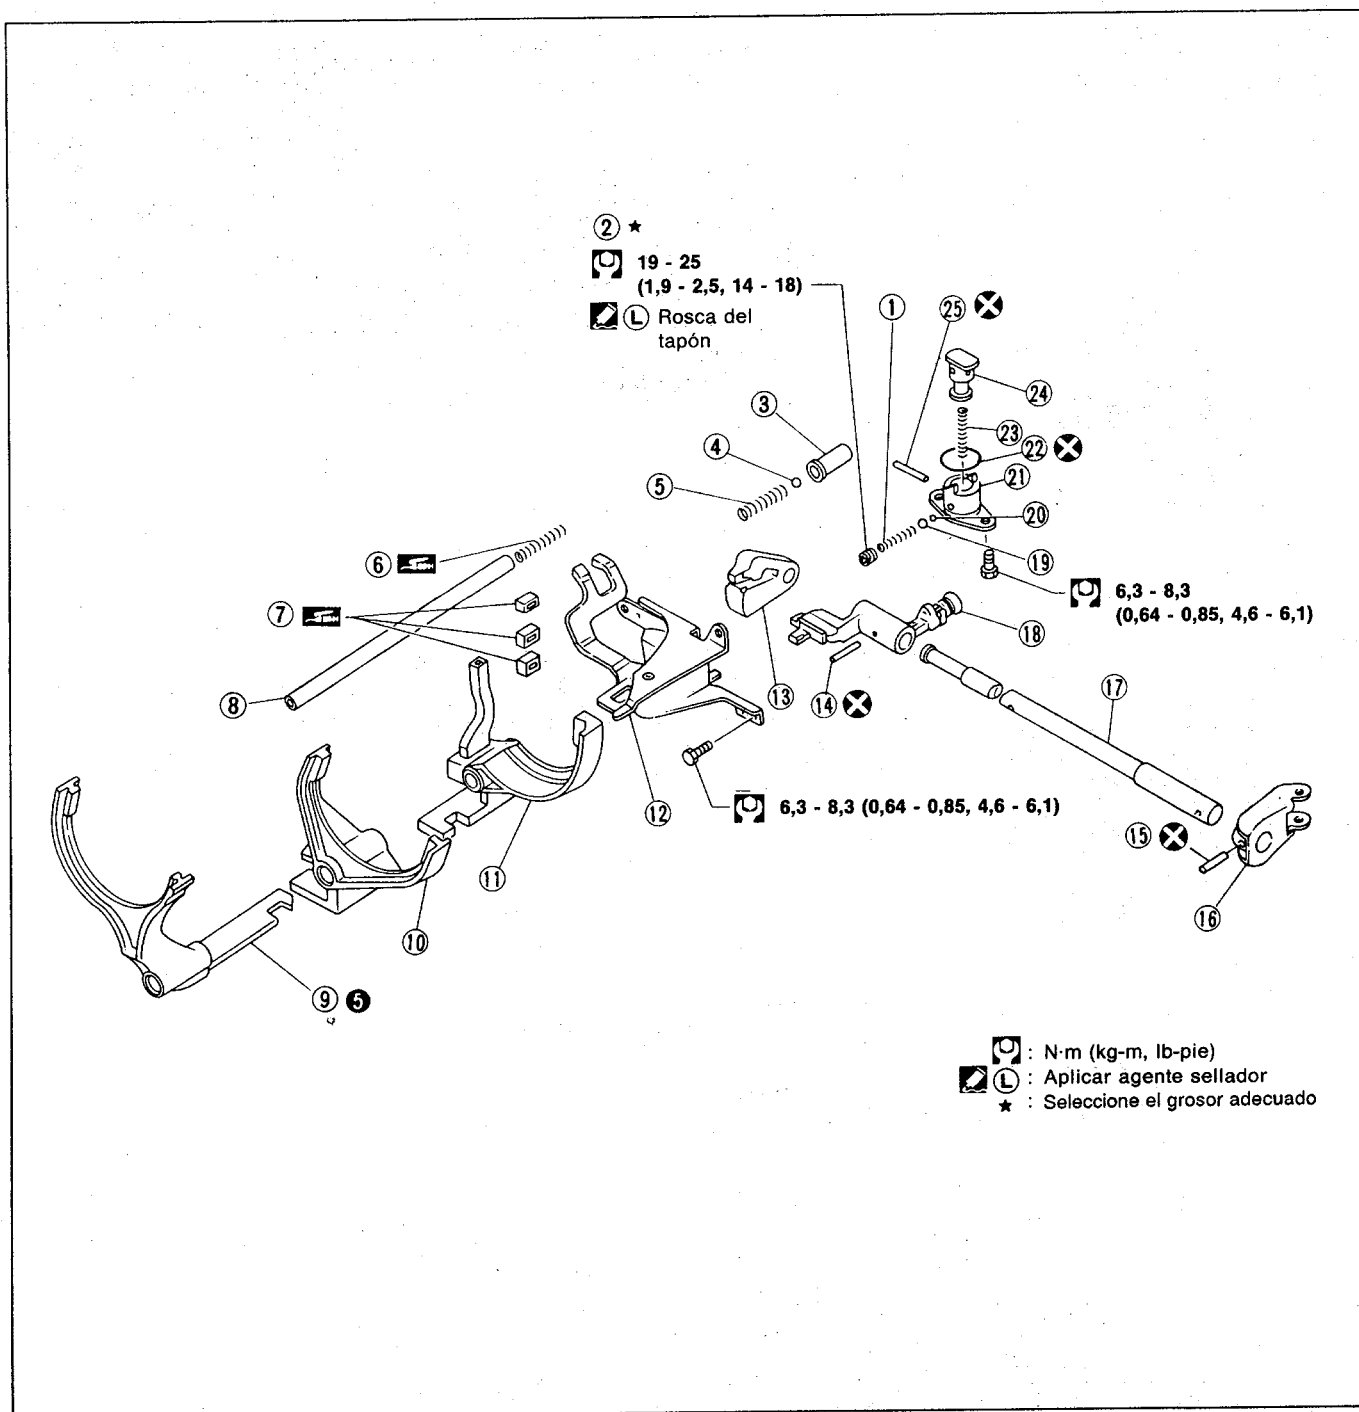 ② ★
19 - 25
(1,9 - 2,5, 14 - 18)
Ⓛ Rosca del
tapón
①
㉕
㉔
③
㉓
④
㉒
⑤
㉑
⑳
⑲
⑥
6,3 - 8,3
(0,64 - 0,85, 4,6 - 6,1)
⑦
⑱
⑧
⑬
⑭
⑰
⑫
6,3 - 8,3 (0,64 - 0,85, 4,6 - 6,1)
⑮
⑪
⑯
⑩
⑨ ❺
: N·m (kg-m, lb-pie)
Ⓛ : Aplicar agente sellador
★ : Seleccione el grosor adecuado